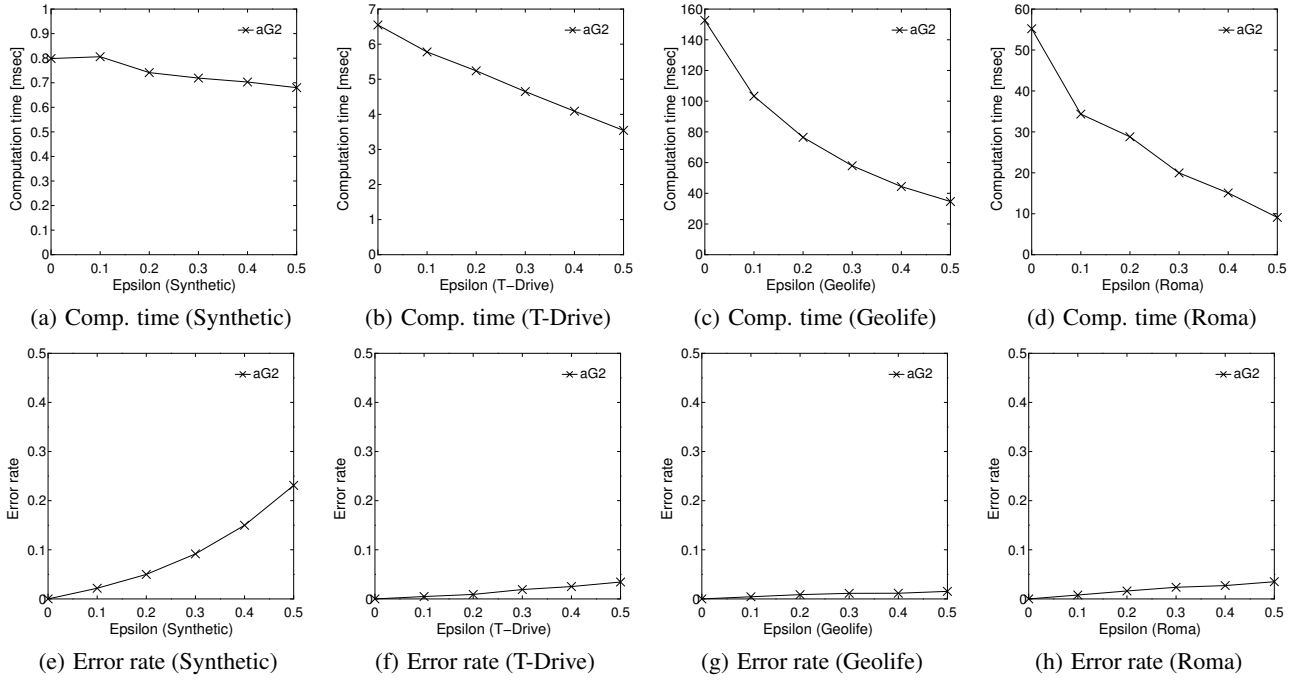 1
0.9
0.8
0.7
0.6
0.5
0.4
0.3
0.2
0.1
0
Computation time [msec]
aG2
0 0.1 0.2 0.3 0.4 0.5
Epsilon (Synthetic)
(a) Comp. time (Synthetic)
7
6
5
4
3
2
1
0
Computation time [msec]
aG2
0 0.1 0.2 0.3 0.4 0.5
Epsilon (T−Drive)
(b) Comp. time (T-Drive)
160
140
120
100
80
60
40
20
0
Computation time [msec]
aG2
0 0.1 0.2 0.3 0.4 0.5
Epsilon (Geolife)
(c) Comp. time (Geolife)
60
50
40
30
20
10
0
Computation time [msec]
aG2
0 0.1 0.2 0.3 0.4 0.5
Epsilon (Roma)
(d) Comp. time (Roma)
0.5
0.4
0.3
0.2
0.1
0
Error rate
aG2
0 0.1 0.2 0.3 0.4 0.5
Epsilon (Synthetic)
(e) Error rate (Synthetic)
0.5
0.4
0.3
0.2
0.1
0
Error rate
aG2
0 0.1 0.2 0.3 0.4 0.5
Epsilon (T−Drive)
(f) Error rate (T-Drive)
0.5
0.4
0.3
0.2
0.1
0
Error rate
aG2
0 0.1 0.2 0.3 0.4 0.5
Epsilon (Geolife)
(g) Error rate (Geolife)
0.5
0.4
0.3
0.2
0.1
0
Error rate
aG2
0 0.1 0.2 0.3 0.4 0.5
Epsilon (Roma)
(h) Error rate (Roma)